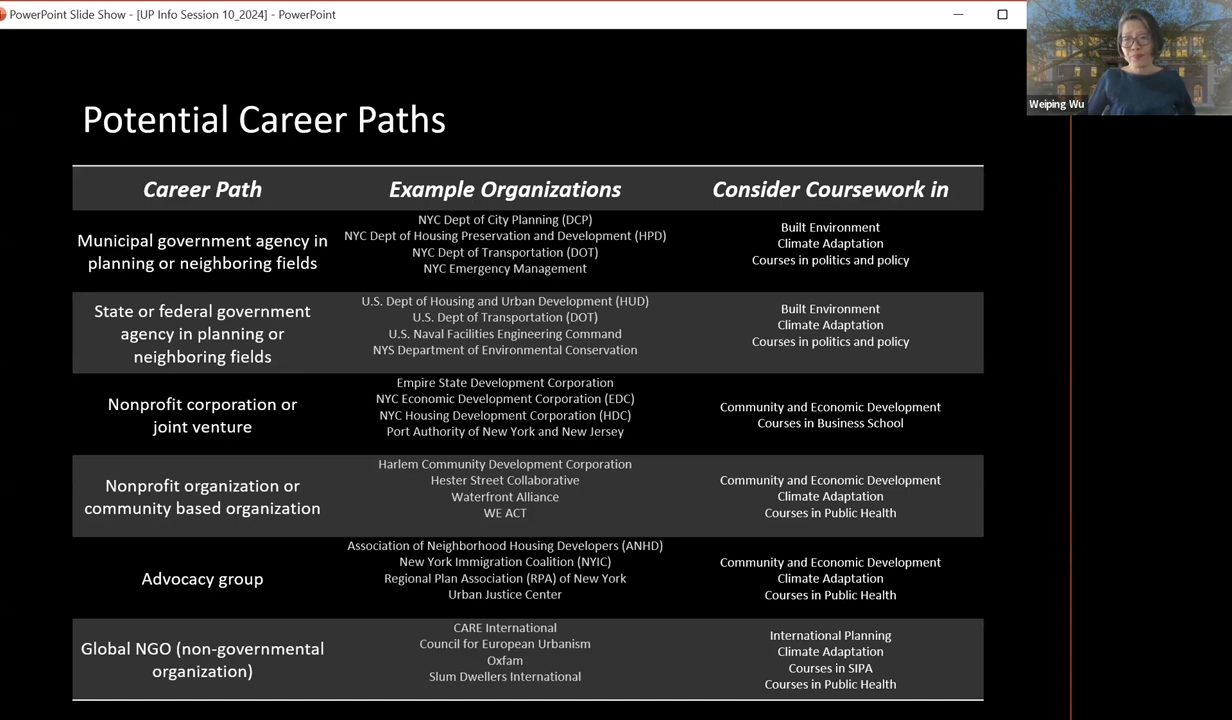 PowerPoint Slide Show - [UP Info Session 10_2024] - PowerPoint
Weiping Wu
Potential Career Paths
Career Path
Example Organizations
Consider Coursework in
Municipal government agency in
planning or neighboring fields
NYC Dept of City Planning (DCP)
NYC Dept of Housing Preservation and Development (HPD)
NYC Dept of Transportation (DOT)
NYC Emergency Management
Built Environment
Climate Adaptation
Courses in politics and policy
State or federal government
agency in planning or
neighboring fields
U.S. Dept of Housing and Urban Development (HUD)
U.S. Dept of Transportation (DOT)
U.S. Naval Facilities Engineering Command
NYS Department of Environmental Conservation
Built Environment
Climate Adaptation
Courses in politics and policy
Nonprofit corporation or
joint venture
Empire State Development Corporation
NYC Economic Development Corporation (EDC)
NYC Housing Development Corporation (HDC)
Port Authority of New York and New Jersey
Community and Economic Development
Courses in Business School
Nonprofit organization or
community based organization
Harlem Community Development Corporation
Hester Street Collaborative
Waterfront Alliance
WE ACT
Community and Economic Development
Climate Adaptation
Courses in Public Health
Advocacy group
Association of Neighborhood Housing Developers (ANHD)
New York Immigration Coalition (NYIC)
Regional Plan Association (RPA) of New York
Urban Justice Center
Community and Economic Development
Climate Adaptation
Courses in Public Health
Global NGO (non-governmental
organization)
CARE International
Council for European Urbanism
Oxfam
Slum Dwellers International
International Planning
Climate Adaptation
Courses in SIPA
Courses in Public Health